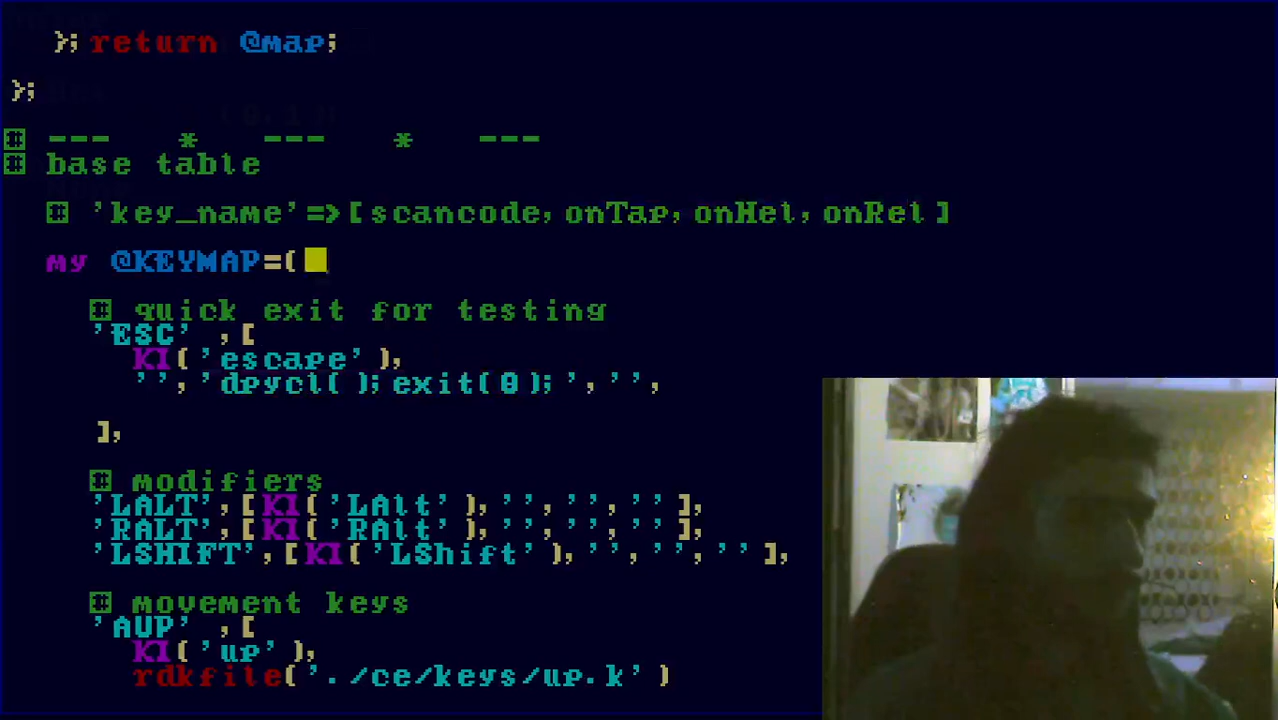 }; return @map;
};
# --- * --- * ---
# base table
# 'key_name'=>[scancode, onTap, onHel, onRel]
my @KEYMAP=(
# quick exit for testing
'ESC' ,[
KI('escape'),
'','dpycl();exit(0);','',
],
# modifiers
'LALT',[KI('LAlt'),'','',''],
'RALT',[KI('RAlt'),'','',''],
'LSHIFT',[KI('LShift'),'','',''],
# movement keys
'AUP' ,[
KI('up'),
rdkfile('./ce/keys/up.k')